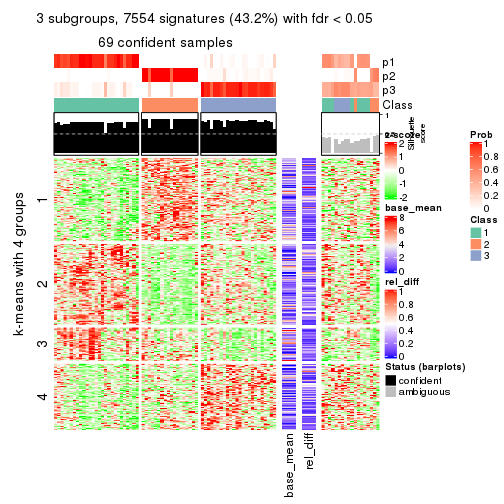 3 subgroups, 7554 signatures (43.2%) with fdr < 0.05
69 confident samples
p1
p2
p3
Class
1
Silhouette
score
z-score
2
1
0
-1
-2
base_mean
8
6
4
2
0
rel_diff
1
0.8
0.6
0.4
0.2
0
Status (barplots)
confident
ambiguous
Prob
1
0.8
0.6
0.4
0.2
0
Class
1
2
3
k-means with 4 groups
1
2
3
4
base_mean
rel_diff